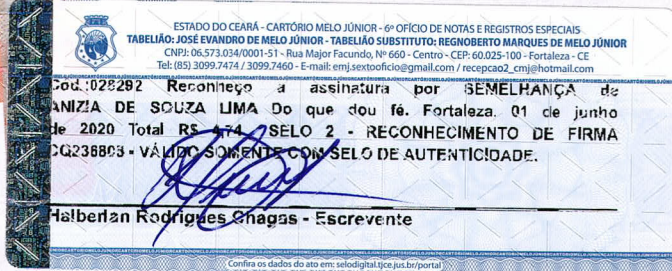 ESTADO DO CEARÁ - CARTÓRIO MELO JÚNIOR - 6º OFÍCIO DE NOTAS E REGISTROS ESPECIAIS
TABELIÃO: JOSÉ EVANDRO DE MELO JÚNIOR - TABELIÃO SUBSTITUTO: REGNOBERTO MARQUES DE MELO JÚNIOR
CNPJ: 06.573.034/0001-51 - Rua Major Facundo, Nº 660 - Centro - CEP: 60.025-100 - Fortaleza - CE
Tel: (85) 3099.7474 / 3099.7460 - E-mail: emj.sextooficio@gmail.com / recepcao2_cmj@hotmail.com
Cod.:028292 Reconheço a assinatura por SEMELHANÇA de
ANIZIA DE SOUZA LIMA Do que dou fé. Fortaleza. 01 de junho
de 2020 Total R$ 4,74 SELO 2 - RECONHECIMENTO DE FIRMA
- VÁLIDO SOMENTE COM SELO DE AUTENTICIDADE.
Halberlan Rodrigues Chagas - Escrevente
Confira os dados do ato em: selodigital.tjce.jus.br/portal